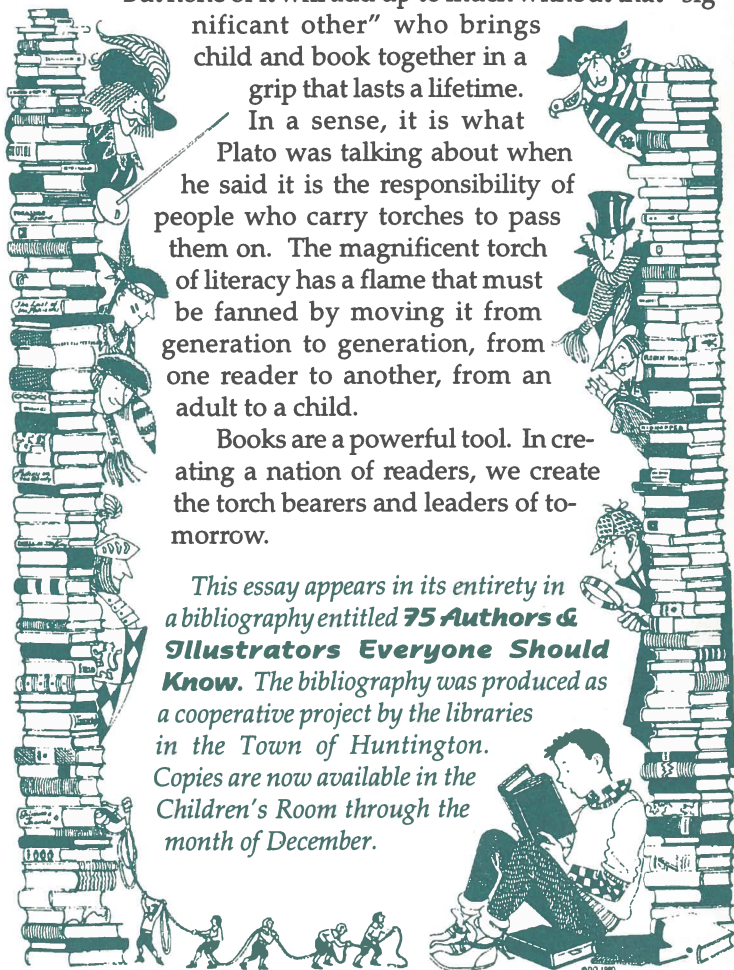 nificant other” who brings
child and book together in a
grip that lasts a lifetime.
In a sense, it is what
Plato was talking about when
he said it is the responsibility of
people who carry torches to pass
them on. The magnificent torch
of literacy has a flame that must
be fanned by moving it from
generation to generation, from
one reader to another, from an
adult to a child.
Books are a powerful tool. In cre-
ating a nation of readers, we create
the torch bearers and leaders of to-
morrow.
This essay appears in its entirety in
a bibliography entitled 75 Authors &
Illustrators Everyone Should
Know. The bibliography was produced as
a cooperative project by the libraries
in the Town of Huntington.
Copies are now available in the
Children's Room through the
month of December.